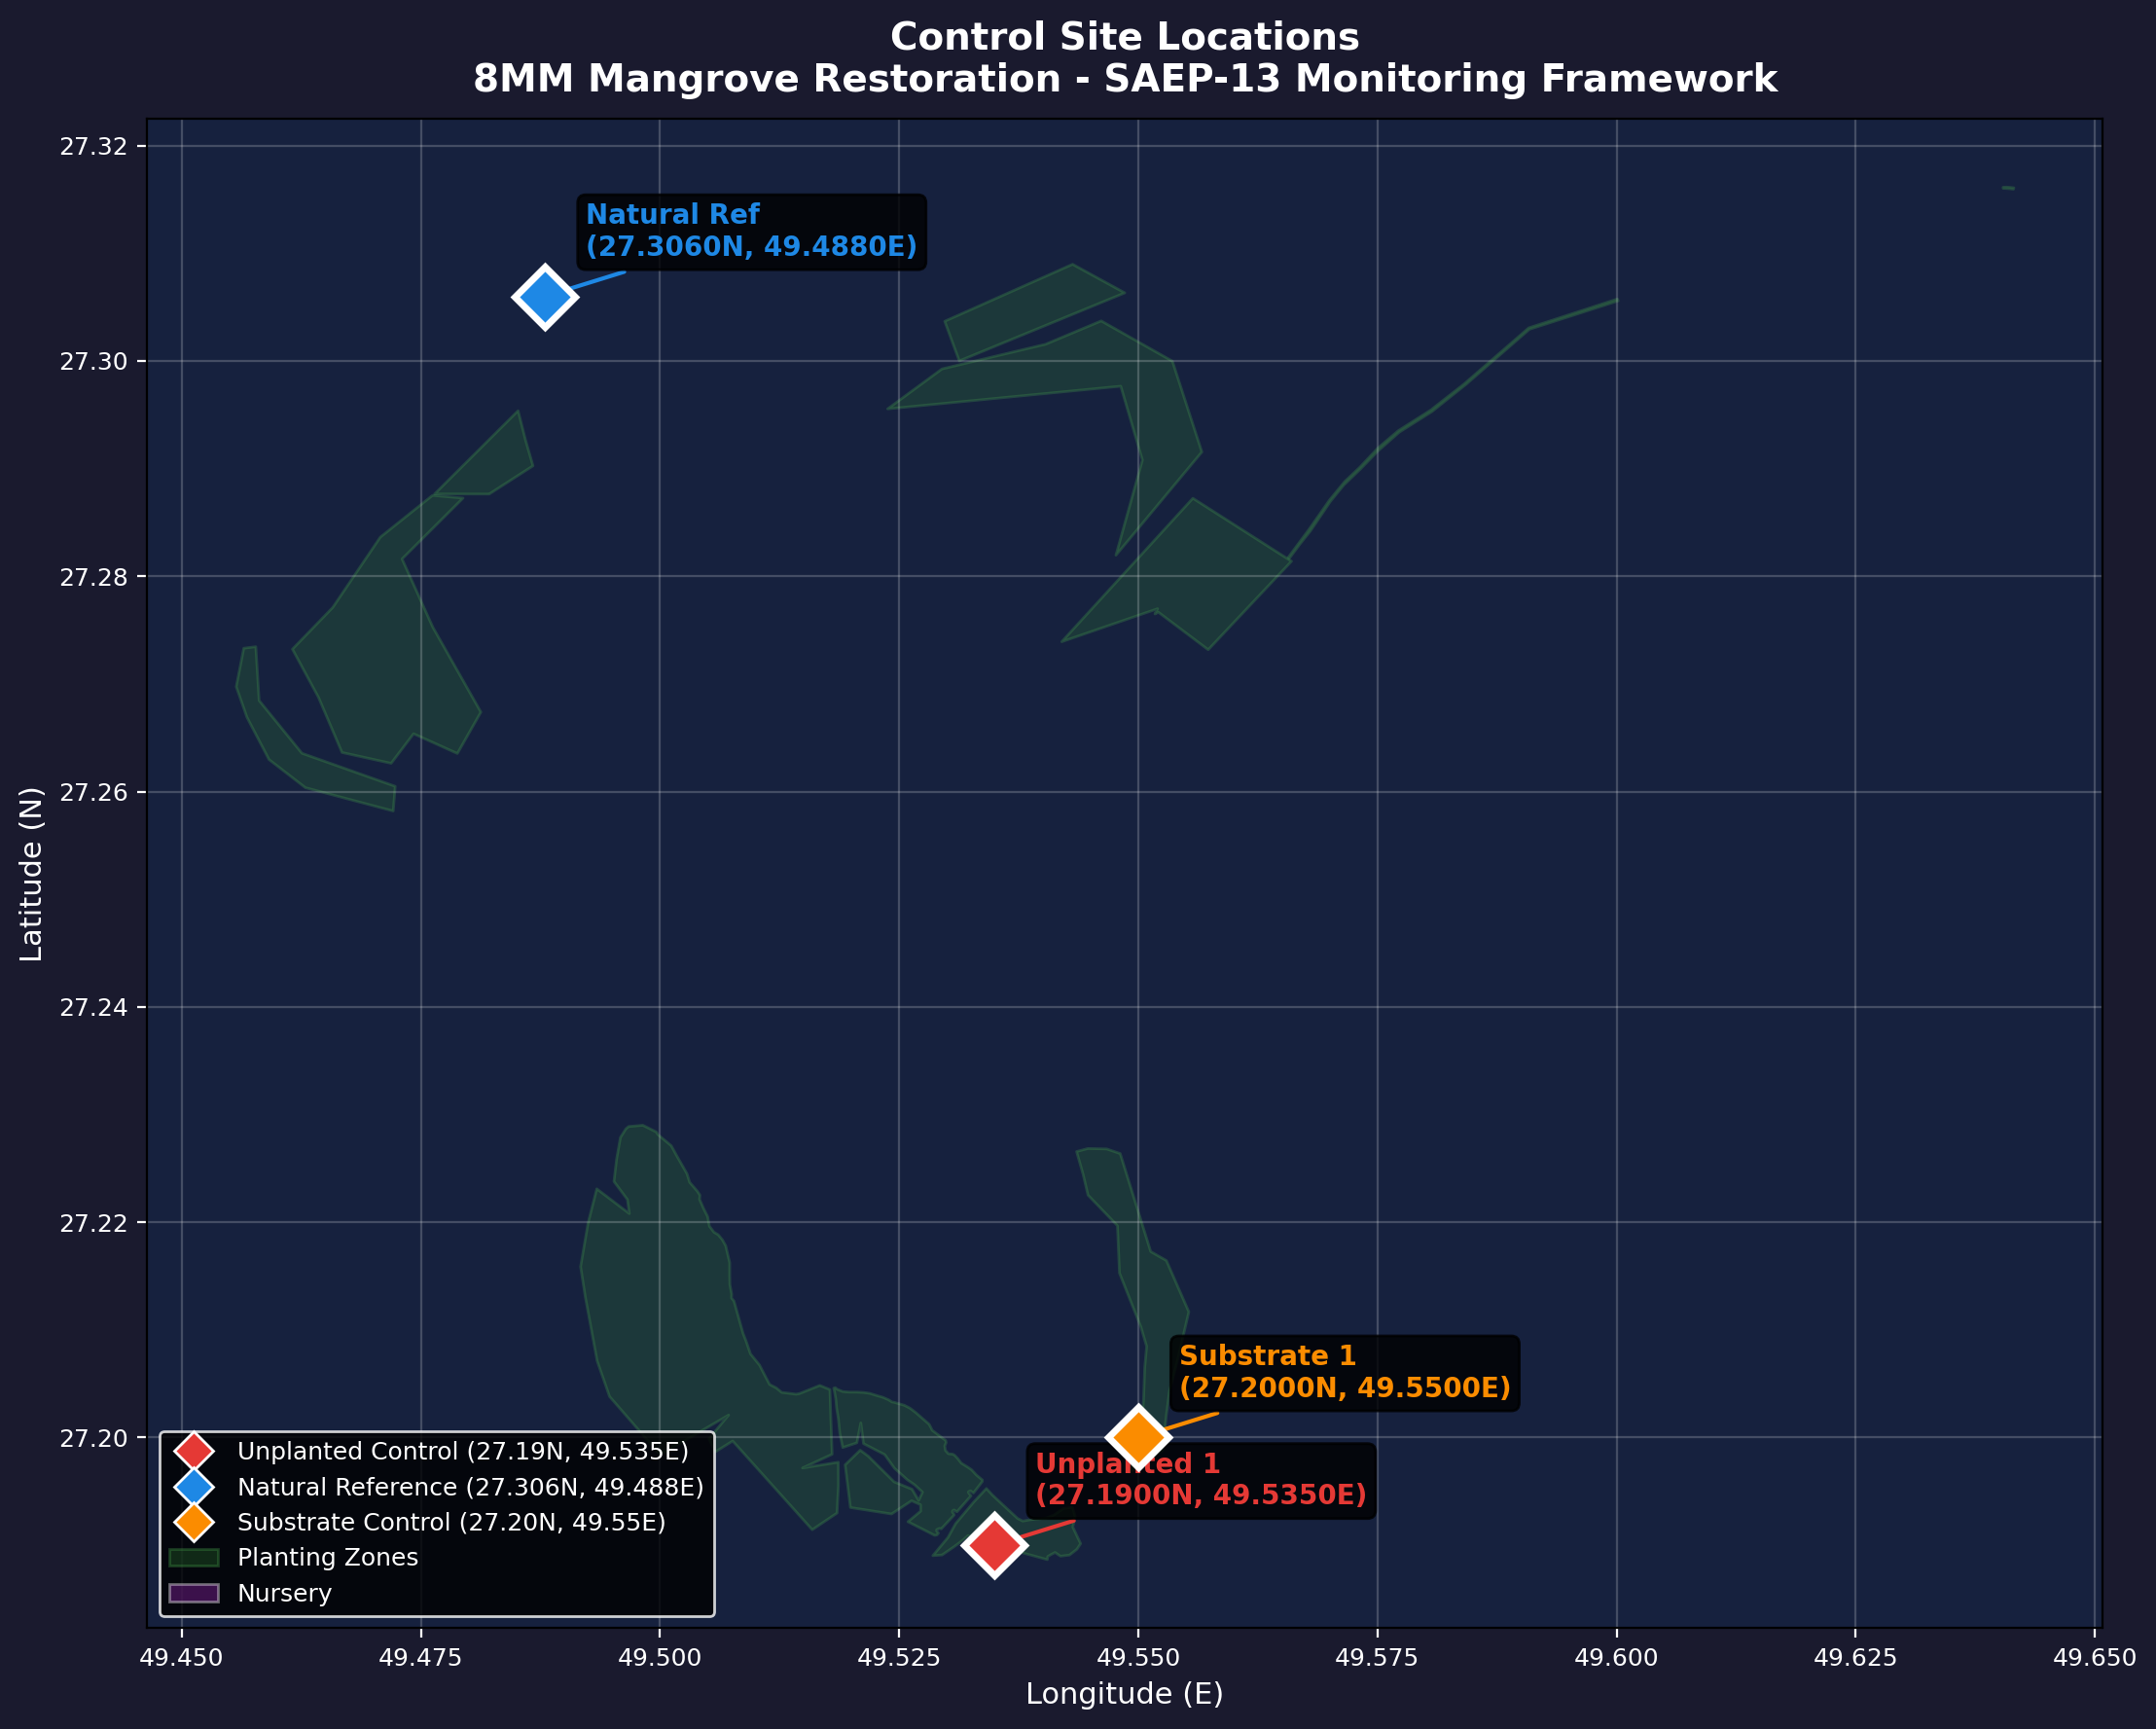 Control Site Locations
8MM Mangrove Restoration - SAEP-13 Monitoring Framework
27.32
27.30
27.28
27.26
27.24
27.22
27.20
Latitude (N)
Natural Ref
(27.3060N, 49.4880E)
Substrate 1
(27.2000N, 49.5500E)
Unplanted 1
(27.1900N, 49.5350E)
Unplanted Control (27.19N, 49.535E)
Natural Reference (27.306N, 49.488E)
Substrate Control (27.20N, 49.55E)
Planting Zones
Nursery
49.450 49.475 49.500 49.525 49.550 49.575 49.600 49.625 49.650
Longitude (E)